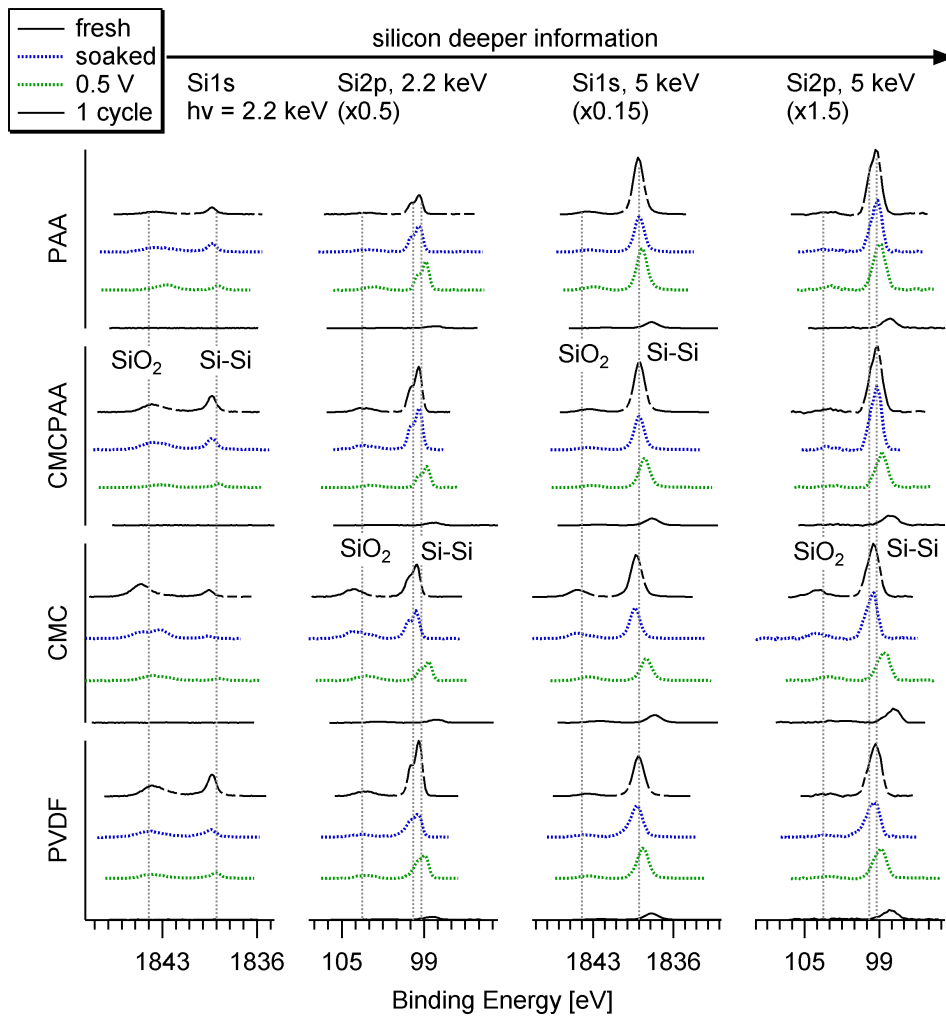 fresh
soaked
0.5 V
1 cycle
silicon deeper information
Si1s
hν = 2.2 keV
Si2p, 2.2 keV
(x0.5)
Si1s, 5 keV
(x0.15)
Si2p, 5 keV
(x1.5)
PAA
CMCPAA
SiO₂ Si-Si
SiO₂ Si-Si
CMC
SiO₂ Si-Si
SiO₂ Si-Si
PVDF
1843 1836 105 99 1843 1836 105 99
Binding Energy [eV]